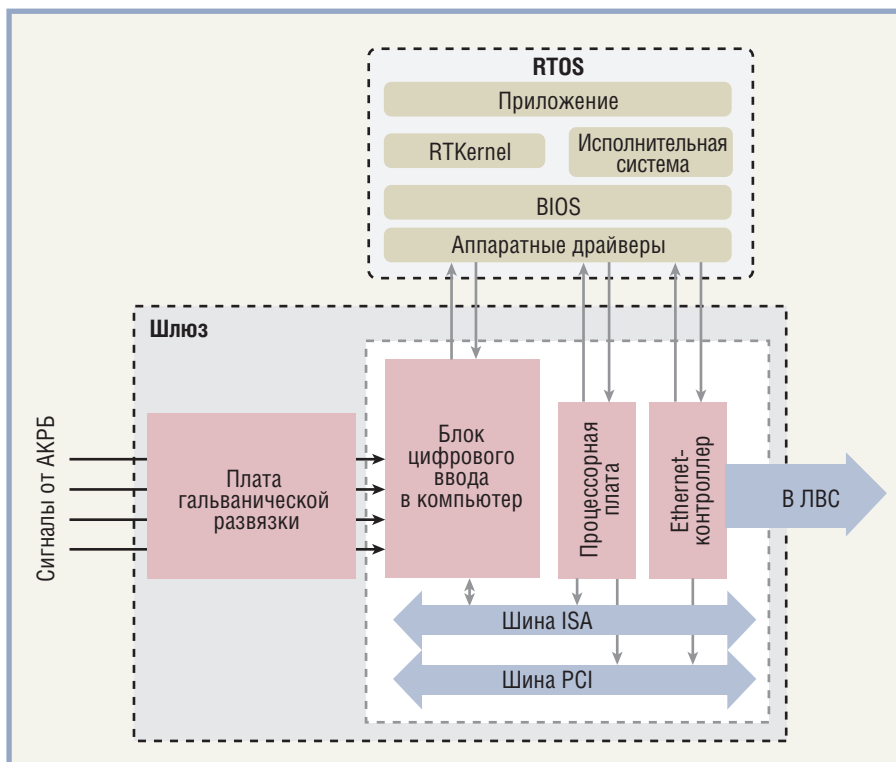 RTOS
Приложение
RTKernel
Исполнительная
система
BIOS
Аппаратные драйверы
Шлюз
Сигналы от АКРБ
Плата
гальванической
развязки
Блок
цифрового
ввода
в компьютер
Процессорная
плата
Ethernet-
контроллер
В ЛВС
Шина ISA
Шина PCI